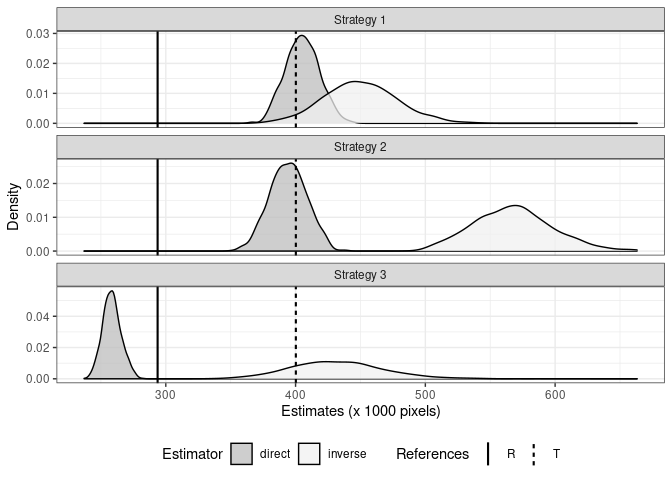 Strategy 1
0.03
0.02
0.01
0.00
Strategy 2
0.02
0.01
0.00
Strategy 3
0.04
0.02
0.00
Density
300 400 500 600
Estimates (x 1000 pixels)
Estimator direct inverse References R T